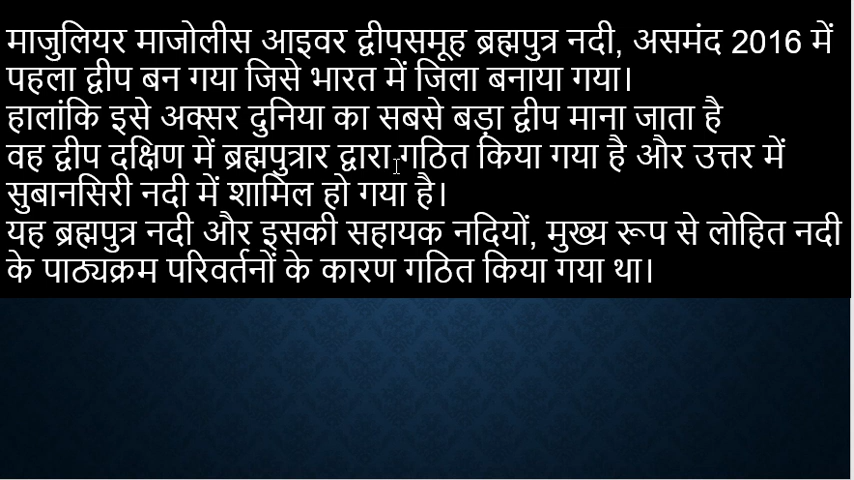 माजुलियर माजोलीस आइवर द्वीपसमूह ब्रह्मपुत्र नदी, असमंद 2016 में
पहला द्वीप बन गया जिसे भारत में जिला बनाया गया।
हालांकि इसे अक्सर दुनिया का सबसे बड़ा द्वीप माना जाता है
वह द्वीप दक्षिण में ब्रह्मपुत्रार द्वारा गठित किया गया है और उत्तर में
सुबानसिरी नदी में शामिल हो गया है।
यह ब्रह्मपुत्र नदी और इसकी सहायक नदियों, मुख्य रूप से लोहित नदी
के पाठ्यक्रम परिवर्तनों के कारण गठित किया गया था।